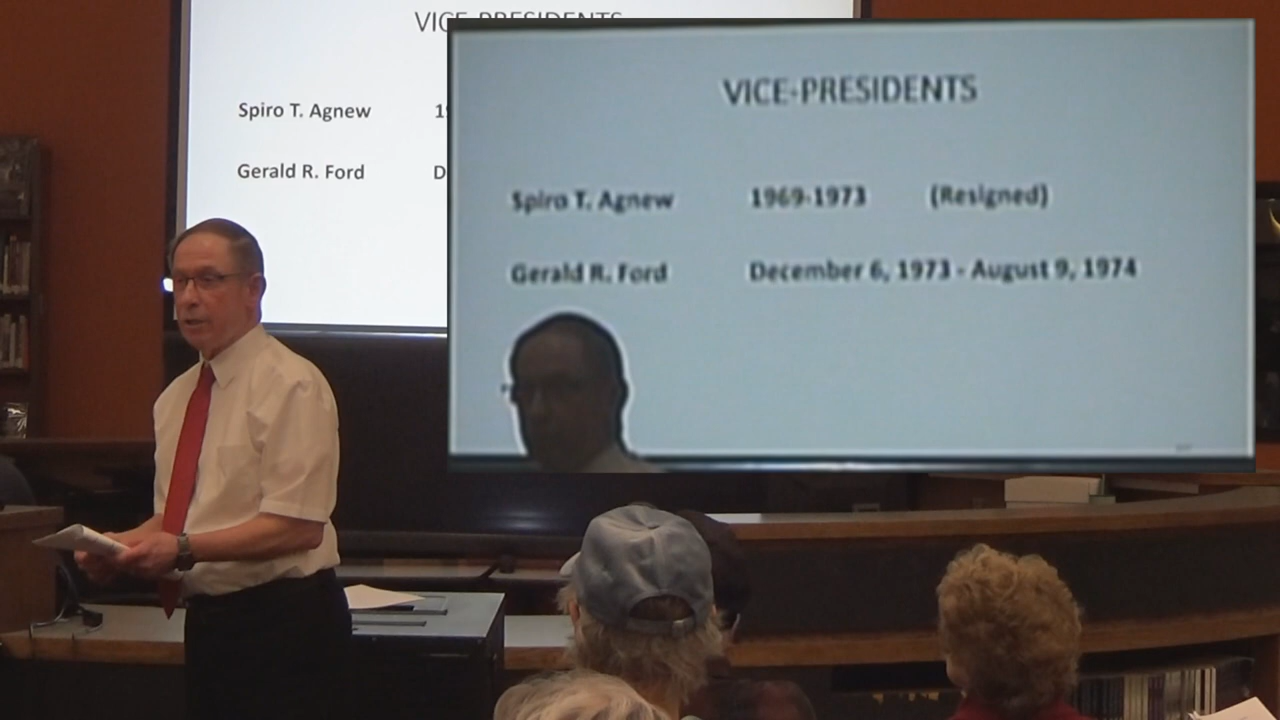 VICE-PRESIDENTS
Spiro T. Agnew 19
Gerald R. Ford D
VICE-PRESIDENTS
Spiro T. Agnew 1969-1973 (Resigned)
Gerald R. Ford December 6, 1973 - August 9, 1974